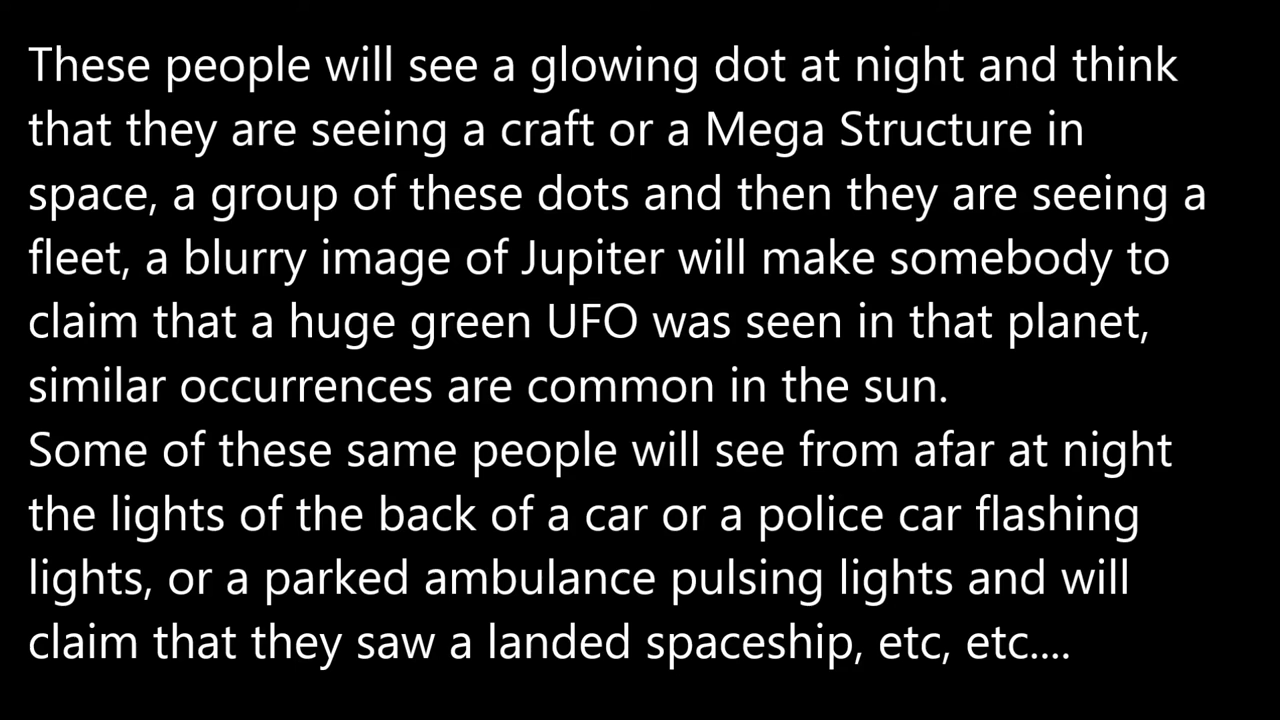 These people will see a glowing dot at night and think
that they are seeing a craft or a Mega Structure in
space, a group of these dots and then they are seeing a
fleet, a blurry image of Jupiter will make somebody to
claim that a huge green UFO was seen in that planet,
similar occurrences are common in the sun.
Some of these same people will see from afar at night
the lights of the back of a car or a police car flashing
lights, or a parked ambulance pulsing lights and will
claim that they saw a landed spaceship, etc, etc....